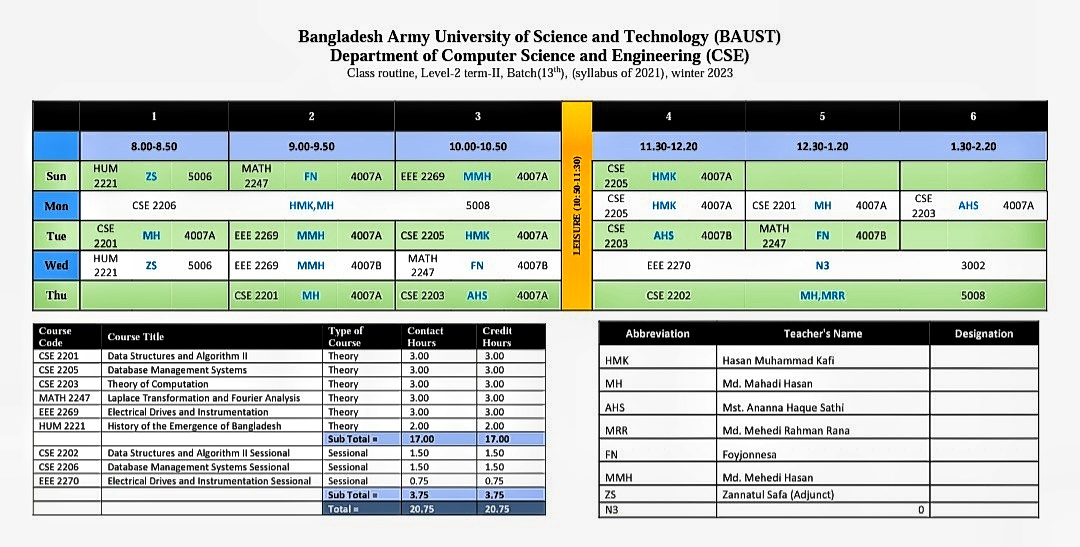 Bangladesh Army University of Science and Technology (BAUST)
Department of Computer Science and Engineering (CSE)
Class routine, Level-2 term-II, Batch(13th), (syllabus of 2021), winter 2023
1 2 3 4 5 6
8.00-8.50 9.00-9.50 10.00-10.50 11.30-12.20 12.30-1.20 1.30-2.20
LEISURE (10:50-11:30)
Sun HUM 2221 ZS 5006 MATH 2247 FN 4007A EEE 2269 MMH 4007A CSE 2205 HMK 4007A
Mon CSE 2206 HMK,MH 5008 CSE 2205 HMK 4007A CSE 2201 MH 4007A CSE 2203 AHS 4007A
Tue CSE 2201 MH 4007A EEE 2269 MMH 4007A CSE 2205 HMK 4007A CSE 2203 AHS 4007B MATH 2247 FN 4007B
Wed HUM 2221 ZS 5006 EEE 2269 MMH 4007B MATH 2247 FN 4007B EEE 2270 N3 3002
Thu CSE 2201 MH 4007A CSE 2203 AHS 4007A CSE 2202 MH,MRR 5008
Course Code Course Title Type of Course Contact Hours Credit Hours
CSE 2201 Data Structures and Algorithm II Theory 3.00 3.00
CSE 2205 Database Management Systems Theory 3.00 3.00
CSE 2203 Theory of Computation Theory 3.00 3.00
MATH 2247 Laplace Transformation and Fourier Analysis Theory 3.00 3.00
EEE 2269 Electrical Drives and Instrumentation Theory 3.00 3.00
HUM 2221 History of the Emergence of Bangladesh Theory 2.00 2.00
Sub Total = 17.00 17.00
CSE 2202 Data Structures and Algorithm II Sessional Sessional 1.50 1.50
CSE 2206 Database Management Systems Sessional Sessional 1.50 1.50
EEE 2270 Electrical Drives and Instrumentation Sessional Sessional 0.75 0.75
Sub Total = 3.75 3.75
Total = 20.75 20.75
Abbreviation Teacher's Name Designation
HMK Hasan Muhammad Kafi
MH Md. Mahadi Hasan
AHS Mst. Ananna Haque Sathi
MRR Md. Mehedi Rahman Rana
FN Foyjonnesa
MMH Md. Mehedi Hasan
ZS Zannatul Safa (Adjunct)
N3 0